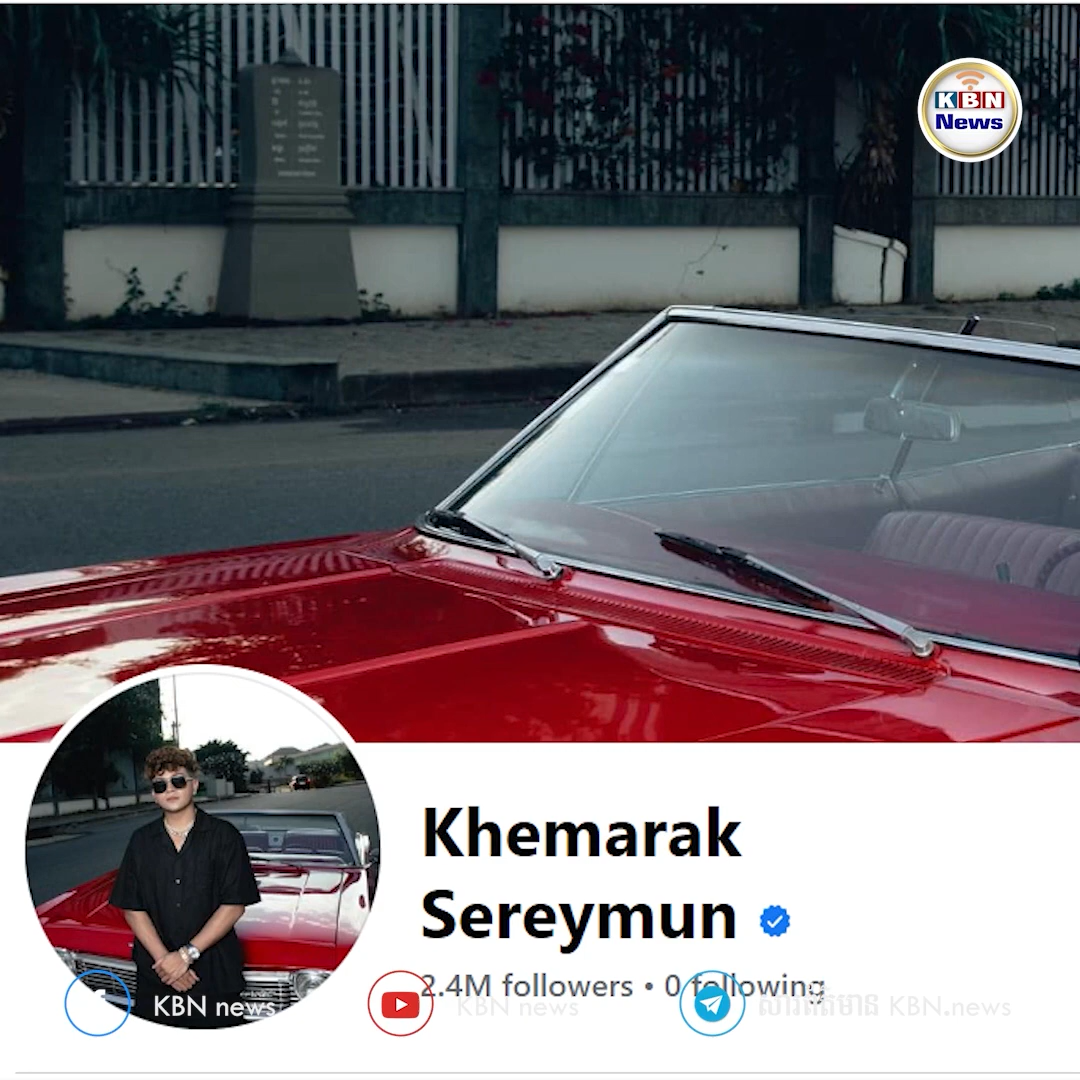 KBN
News
Khemarak
Sereymun
2.4M followers • 0 following
KBN news
KBN news
សារព័ត៌មាន KBN.news